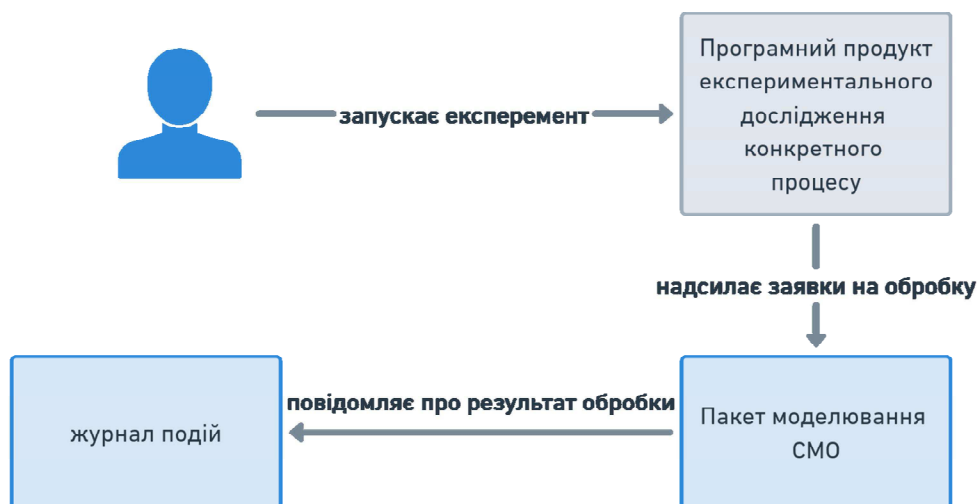 Програмний продукт
експериментального
дослідження
конкретного
процесу
запускає експеремент
надсилає заявки на обробку
повідомляє про результат обробки
журнал подій
Пакет моделювання
СМО